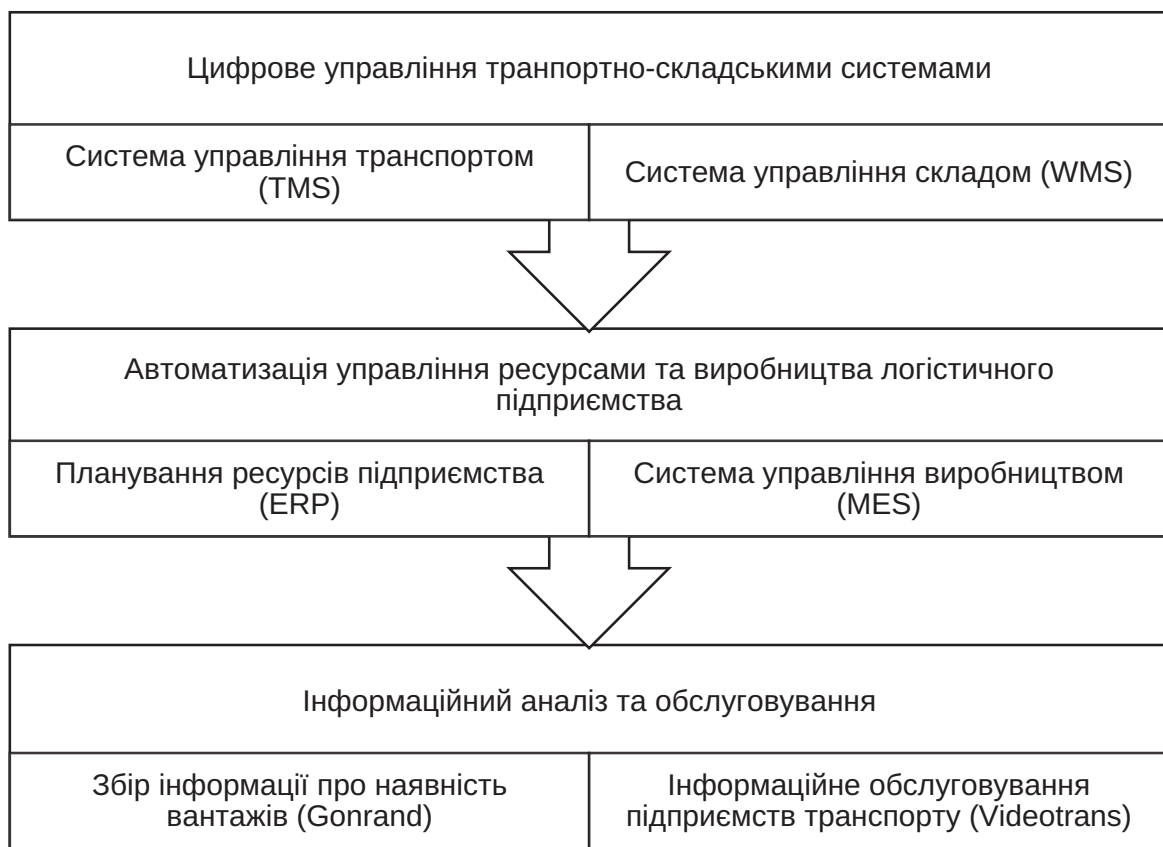 Цифрове управління транпортно-складськими системами
Система управління транспортом
(TMS)
Система управління складом (WMS)
Автоматизація управління ресурсами та виробництва логістичного
підприємства
Планування ресурсів підприємства
(ERP)
Система управління виробництвом
(MES)
Інформаційний аналіз та обслуговування
Збір інформації про наявність
вантажів (Gonrand)
Інформаційне обслуговування
підприємств транспорту (Videotrans)